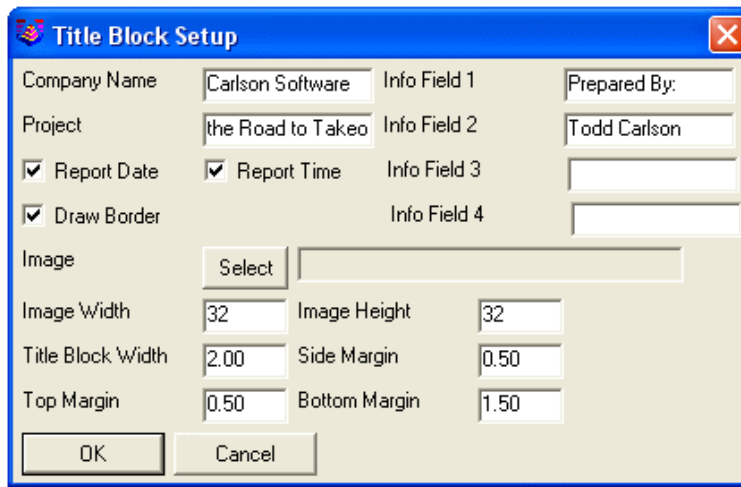 Title Block Setup
Company Name Carlson Software Info Field 1 Prepared By:
Project the Road to Takeo Info Field 2 Todd Carlson
Report Date Report Time Info Field 3
Draw Border Info Field 4
Image Select
Image Width 32 Image Height 32
Title Block Width 2.00 Side Margin 0.50
Top Margin 0.50 Bottom Margin 1.50
OK Cancel